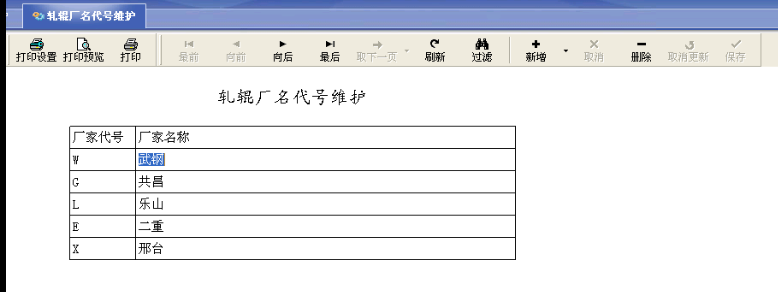 轧辊厂名代号维护
打印设置 打印预览 打印 最前 向前 向后 最后 取下一页 刷新 过滤 新增 取消 删除 取消更新 保存
轧辊厂名代号维护
厂家代号 厂家名称
W 武钢
G 共昌
L 乐山
E 二重
X 邢台